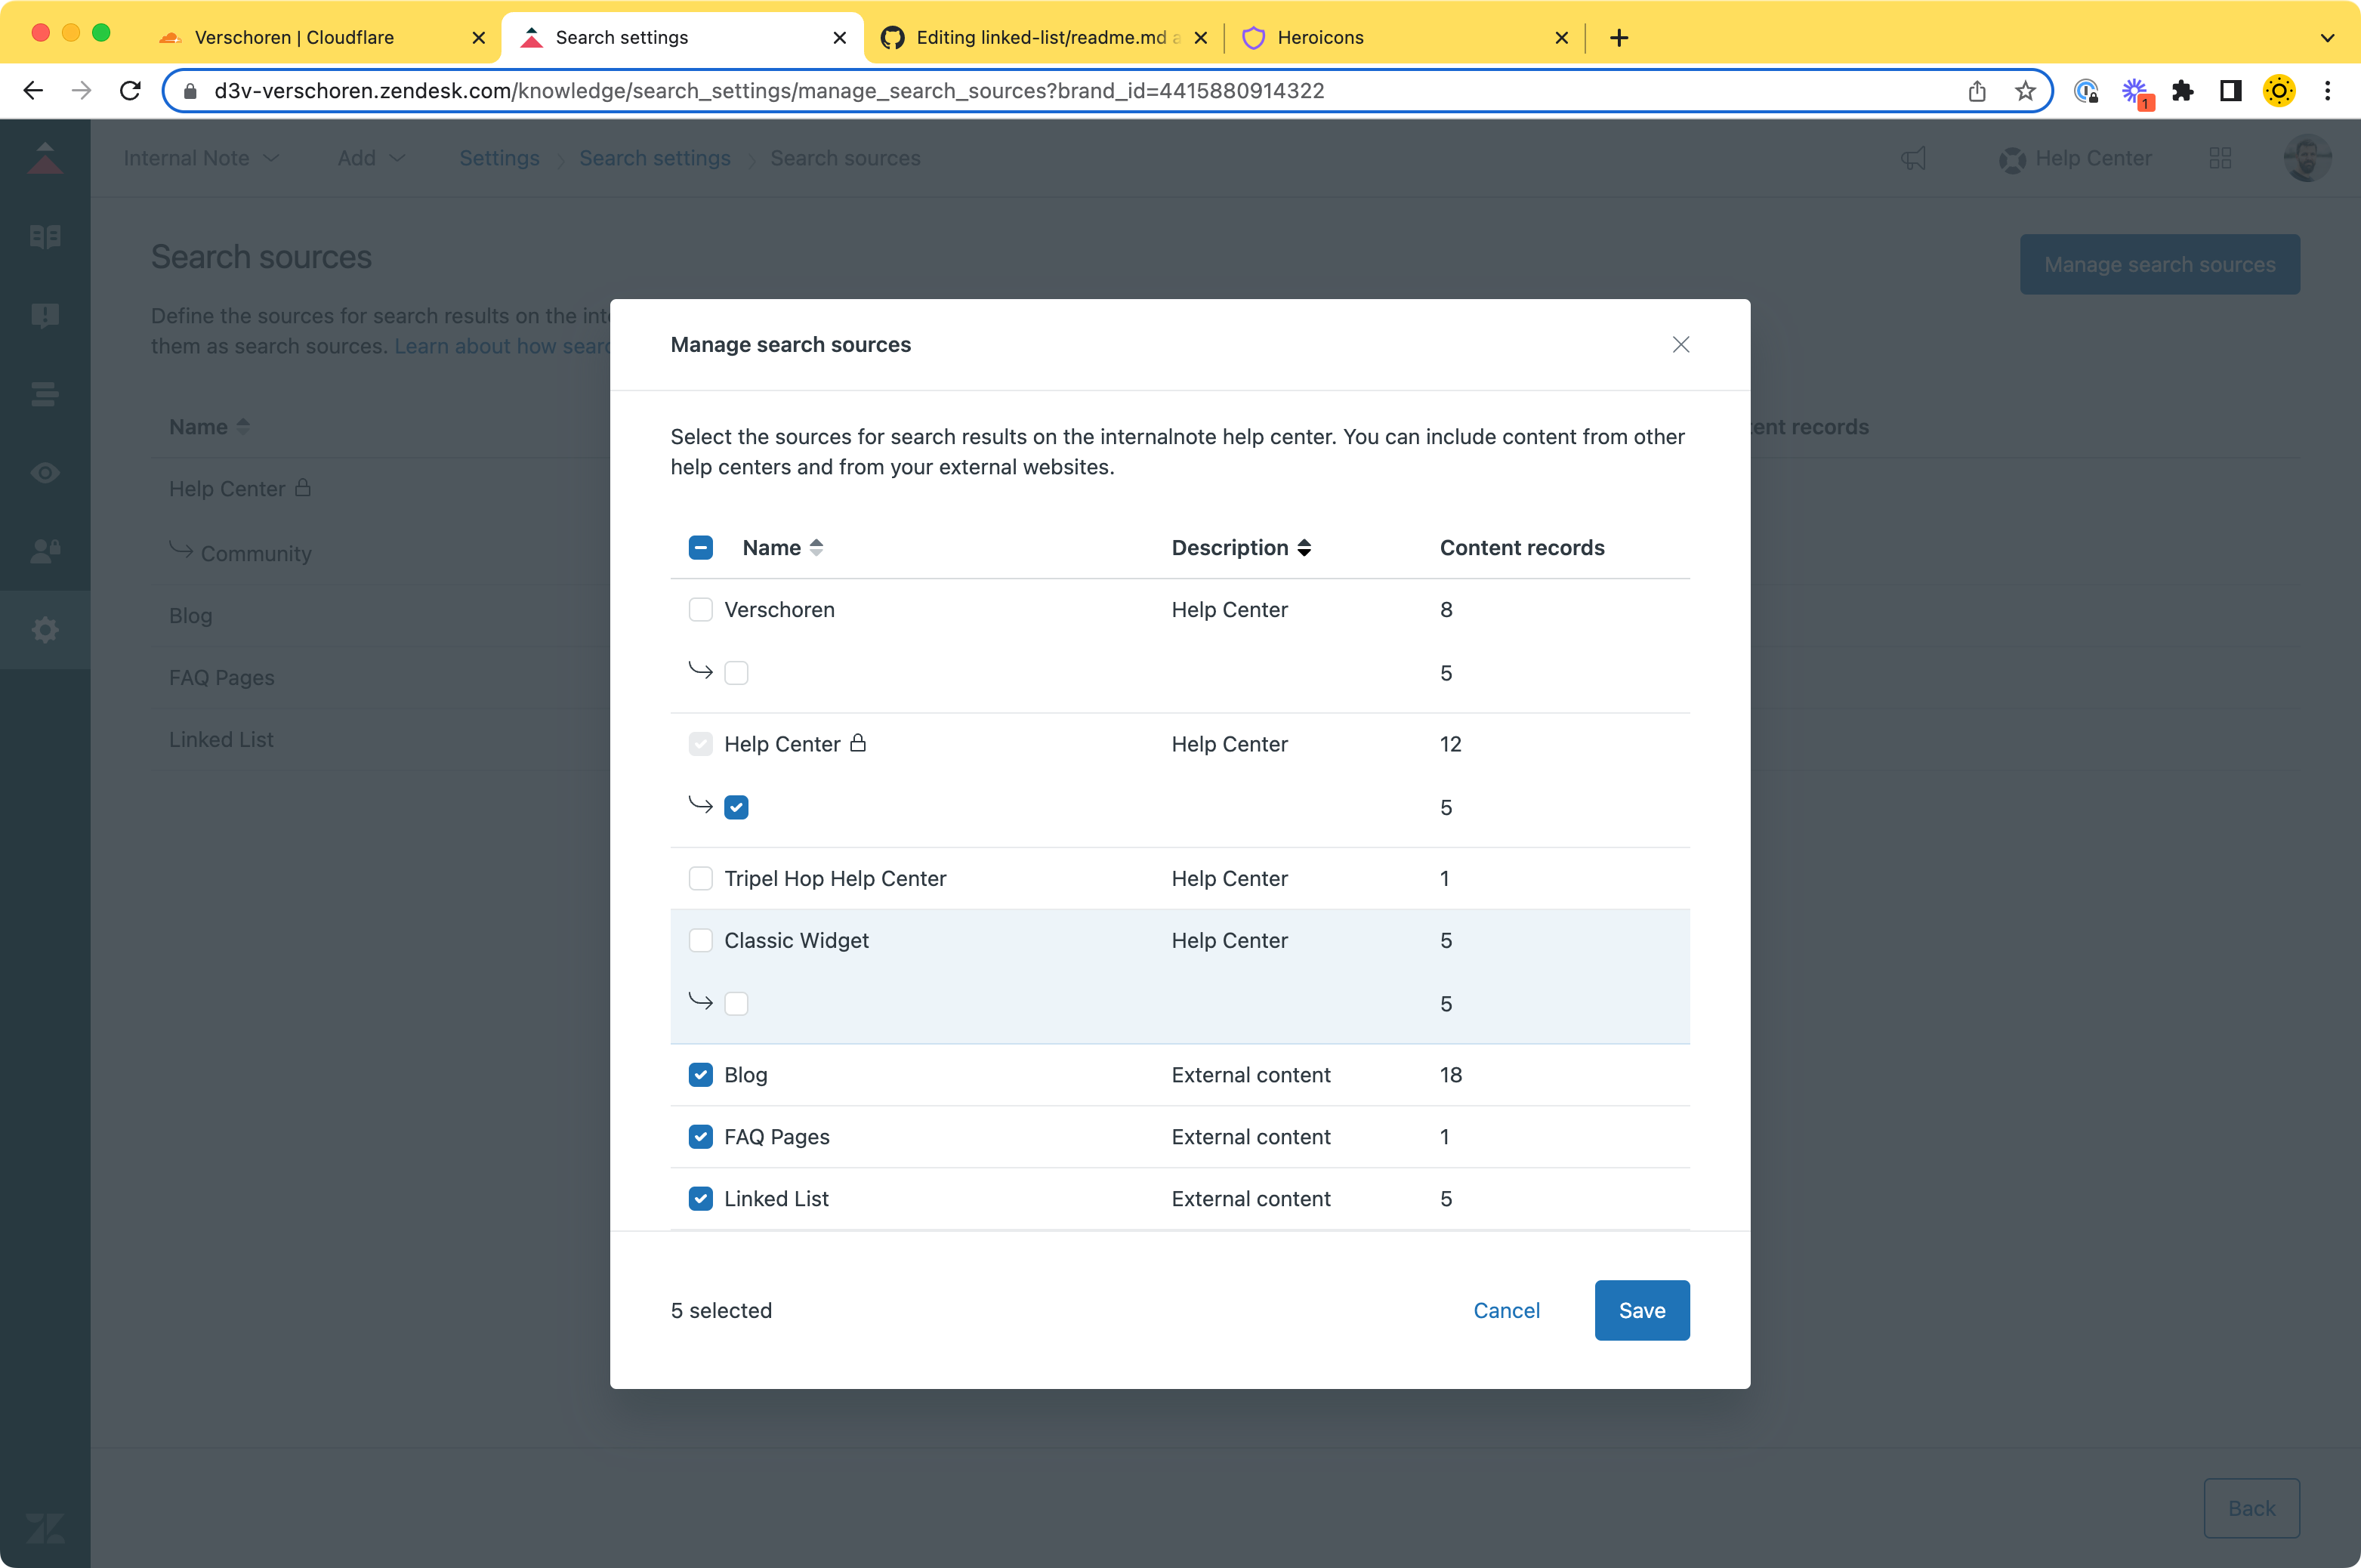 Verschoren | Cloudflare
Search settings
Editing linked-list/readme.md a
Heroicons
d3v-verschoren.zendesk.com/knowledge/search_settings/manage_search_sources?brand_id=4415880914322
1
Internal Note
Add
Settings
Search settings
Search sources
Help Center
Search sources
Manage search sources
Define the sources for search results on the inte
them as search sources. Learn about how searc
Name
ent records
Help Center
Community
Blog
FAQ Pages
Linked List
Manage search sources
Select the sources for search results on the internalnote help center. You can include content from other
help centers and from your external websites.
Name Description Content records
Verschoren Help Center 8
5
Help Center Help Center 12
5
Tripel Hop Help Center Help Center 1
Classic Widget Help Center 5
5
Blog External content 18
FAQ Pages External content 1
Linked List External content 5
5 selected
Cancel
Save
Back